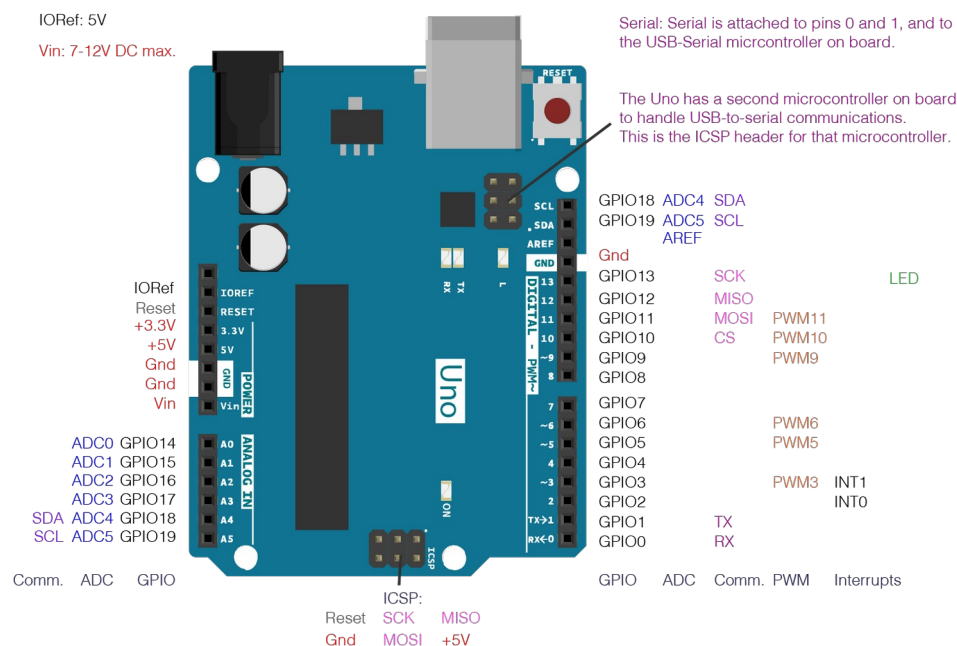 IORef: 5V
Vin: 7-12V DC max.
Serial: Serial is attached to pins 0 and 1, and to
the USB-Serial micrcontroller on board.
The Uno has a second microcontroller on board
to handle USB-to-serial communications.
This is the ICSP header for that microcontroller.
RESET
SCL
SDA
AREF
GND
13
12
11
10
~9
8
7
~6
~5
4
~3
2
TX→1
RX←0
DIGITAL - PWM~
RX
TX
L
Uno
ON
ICSP
IOREF
RESET
3.3V
5V
GND
Vin
POWER
A0
A1
A2
A3
A4
A5
ANALOG IN
IORef
Reset
+3.3V
+5V
Gnd
Gnd
Vin
ADC0 GPIO14
ADC1 GPIO15
ADC2 GPIO16
ADC3 GPIO17
SDA ADC4 GPIO18
SCL ADC5 GPIO19
Comm. ADC GPIO
GPIO18 ADC4 SDA
GPIO19 ADC5 SCL
AREF
Gnd
GPIO13 SCK LED
GPIO12 MISO
GPIO11 MOSI PWM11
GPIO10 CS PWM10
GPIO9 PWM9
GPIO8
GPIO7
GPIO6 PWM6
GPIO5 PWM5
GPIO4
GPIO3 PWM3 INT1
GPIO2 INT0
GPIO1 TX
GPIO0 RX
GPIO ADC Comm. PWM Interrupts
ICSP:
Reset SCK MISO
Gnd MOSI +5V